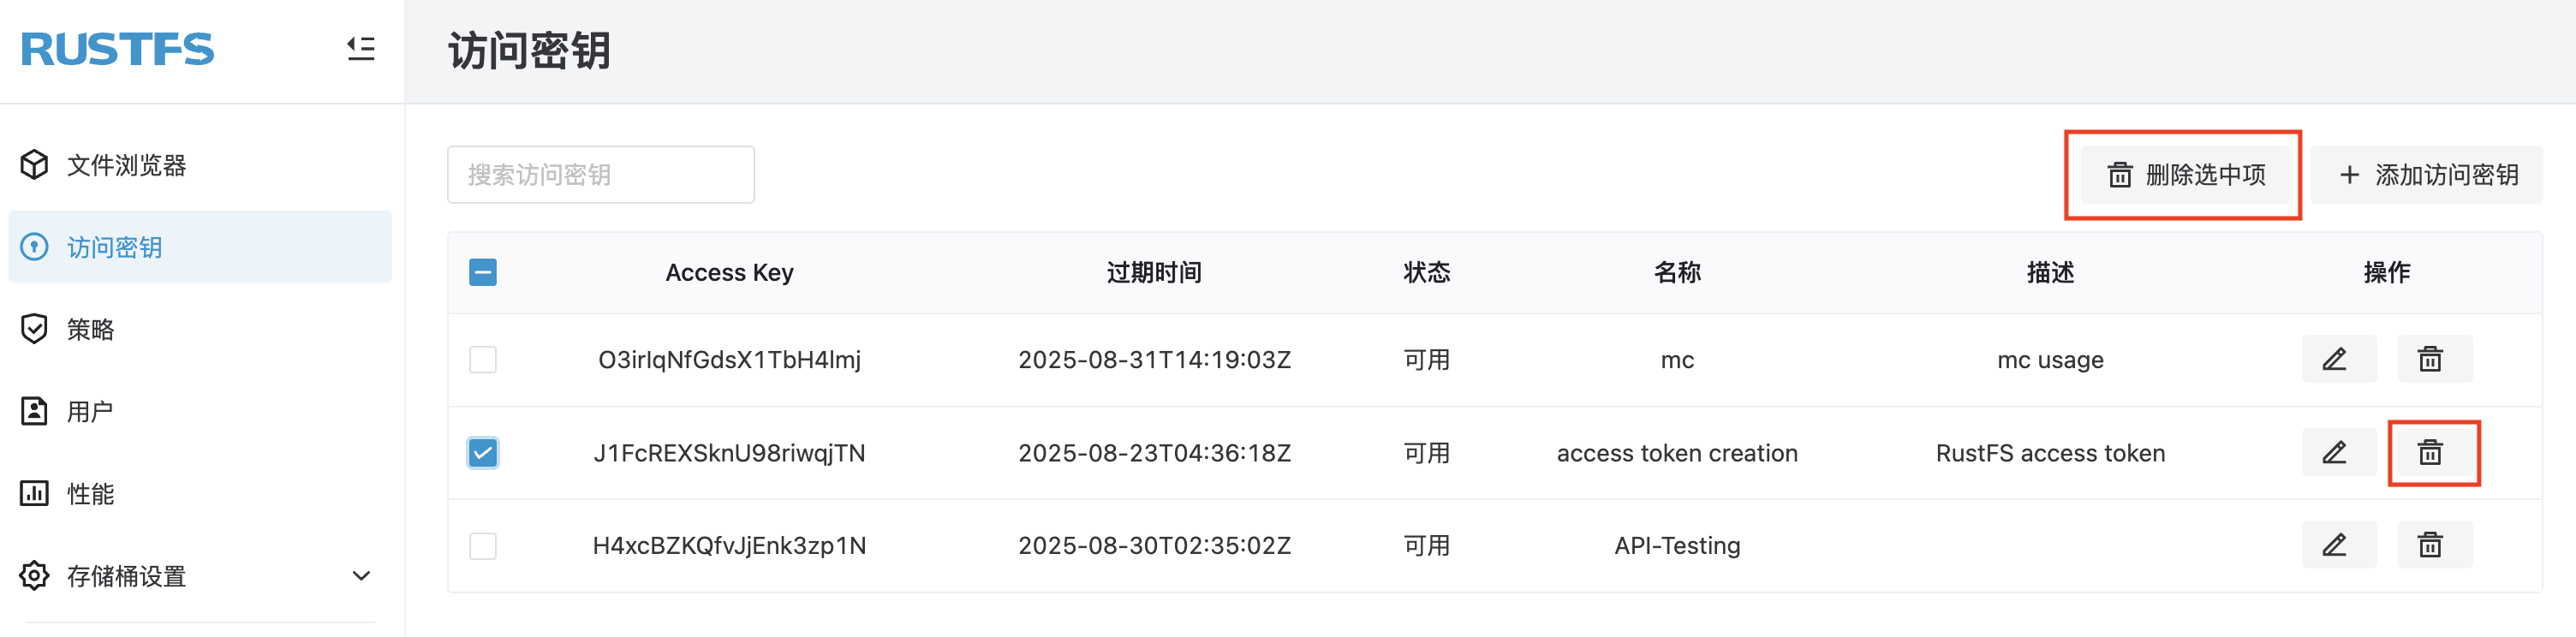 RUSTFS
访问密钥
文件浏览器
访问密钥
策略
用户
性能
存储桶设置
搜索访问密钥
删除选中项
添加访问密钥
Access Key 过期时间 状态 名称 描述 操作
O3irlqNfGdsX1TbH4lmj 2025-08-31T14:19:03Z 可用 mc mc usage
J1FcREXSknU98riwqjTN 2025-08-23T04:36:18Z 可用 access token creation RustFS access token
H4xcBZKQfvJjEnk3zp1N 2025-08-30T02:35:02Z 可用 API-Testing